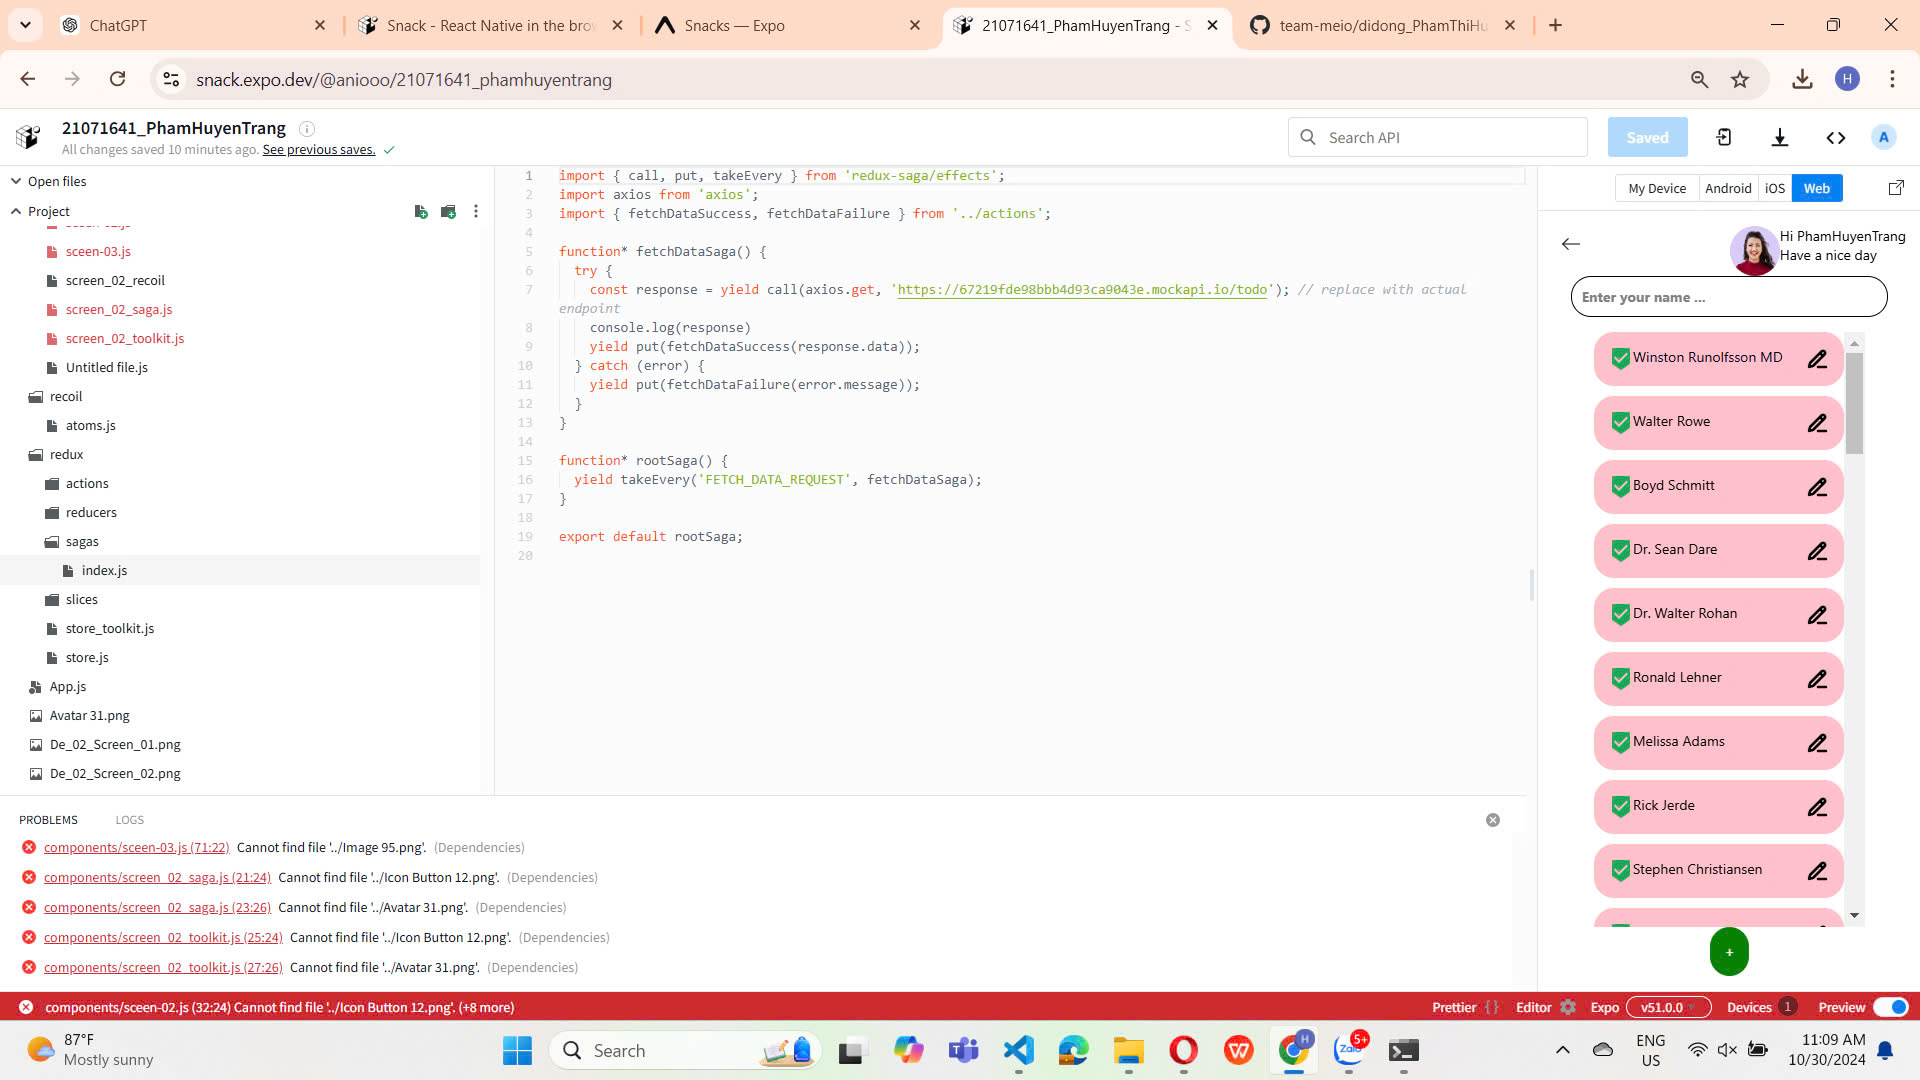 ChatGPT
Snack - React Native in the brow
Snacks — Expo
21071641_PhamHuyenTrang - S
team-meio/didong_PhamThiHu
snack.expo.dev/@aniooo/21071641_phamhuyentrang
H
21071641_PhamHuyenTrang
All changes saved 10 minutes ago. See previous saves.
Search API
Saved
A
Open files
Project
sceen-03.js
screen_02_recoil
screen_02_saga.js
screen_02_toolkit.js
Untitled file.js
recoil
atoms.js
redux
actions
reducers
sagas
index.js
slices
store_toolkit.js
store.js
App.js
Avatar 31.png
De_02_Screen_01.png
De_02_Screen_02.png
1 import { call, put, takeEvery } from 'redux-saga/effects';
2 import axios from 'axios';
3 import { fetchDataSuccess, fetchDataFailure } from '../actions';
4
5 function* fetchDataSaga() {
6 try {
7 const response = yield call(axios.get, 'https://67219fde98bbb4d93ca9043e.mockapi.io/todo'); // replace with actual
endpoint
8 console.log(response)
9 yield put(fetchDataSuccess(response.data));
10 } catch (error) {
11 yield put(fetchDataFailure(error.message));
12 }
13 }
14
15 function* rootSaga() {
16 yield takeEvery('FETCH_DATA_REQUEST', fetchDataSaga);
17 }
18
19 export default rootSaga;
20
My Device Android iOS Web
Hi PhamHuyenTrang
Have a nice day
Enter your name ...
Winston Runolfsson MD
Walter Rowe
Boyd Schmitt
Dr. Sean Dare
Dr. Walter Rohan
Ronald Lehner
Melissa Adams
Rick Jerde
Stephen Christiansen
+
PROBLEMS LOGS
components/sceen-03.js (71:22) Cannot find file '../Image 95.png'. (Dependencies)
components/screen_02_saga.js (21:24) Cannot find file '../Icon Button 12.png'. (Dependencies)
components/screen_02_saga.js (23:26) Cannot find file '../Avatar 31.png'. (Dependencies)
components/screen_02_toolkit.js (25:24) Cannot find file '../Icon Button 12.png'. (Dependencies)
components/screen_02_toolkit.js (27:26) Cannot find file '../Avatar 31.png'. (Dependencies)
components/sceen-02.js (32:24) Cannot find file '../Icon Button 12.png'. (+8 more)
Prettier { } Editor Expo v51.0.0 Devices 1 Preview
87°F
Mostly sunny
Search
H
Zalo
5+
ENG
US
11:09 AM
10/30/2024